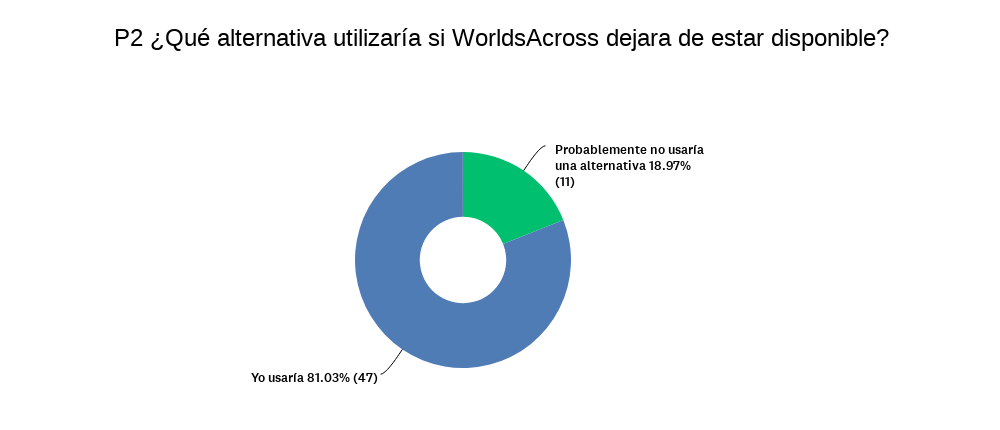 P2 ¿Qué alternativa utilizaría si WorldsAcross dejara de estar disponible?
Probablemente no usaría
una alternativa 18.97%
(11)
Yo usaría 81.03% (47)